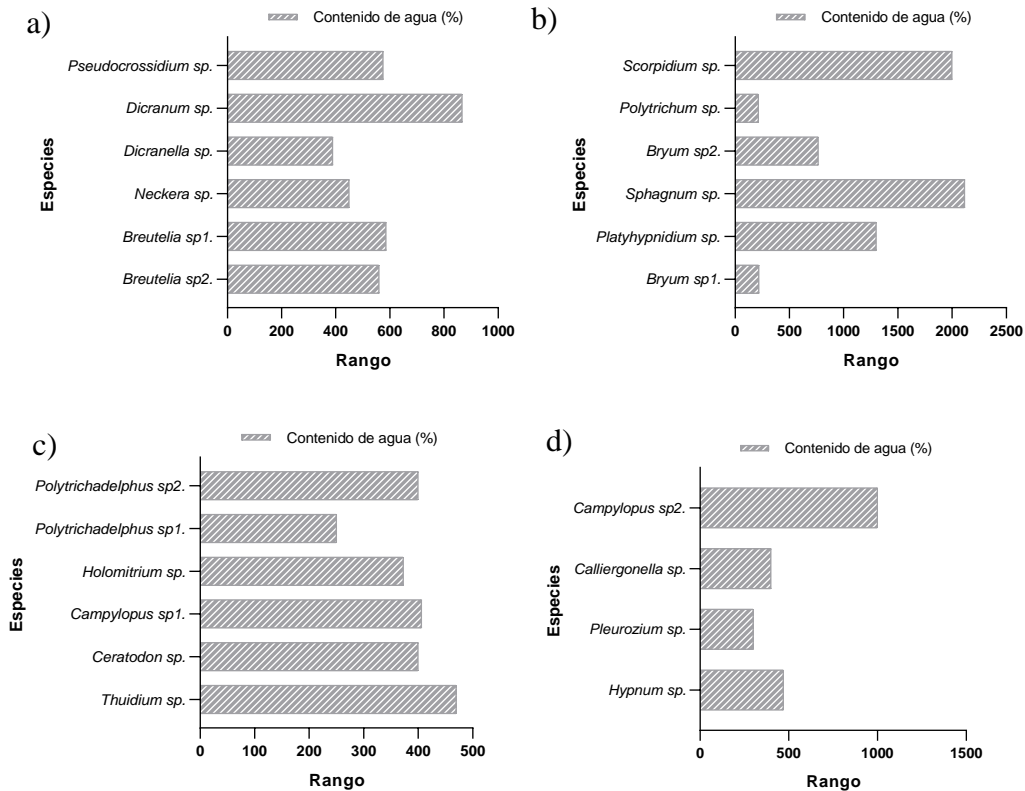 a)
Contenido de agua (%)
Pseudocrossidium sp.
Dicranum sp.
Dicranella sp.
Neckera sp.
Breutelia sp1.
Breutelia sp2.
Especies
0 200 400 600 800 1000
Rango
b)
Contenido de agua (%)
Scorpidium sp.
Polytrichum sp.
Bryum sp2.
Sphagnum sp.
Platyhypnidium sp.
Bryum sp1.
Especies
0 500 1000 1500 2000 2500
Rango
c)
Contenido de agua (%)
Polytrichadelphus sp2.
Polytrichadelphus sp1.
Holomitrium sp.
Campylopus sp1.
Ceratodon sp.
Thuidium sp.
Especies
0 100 200 300 400 500
Rango
d)
Contenido de agua (%)
Campylopus sp2.
Calliergonella sp.
Pleurozium sp.
Hypnum sp.
Especies
0 500 1000 1500
Rango